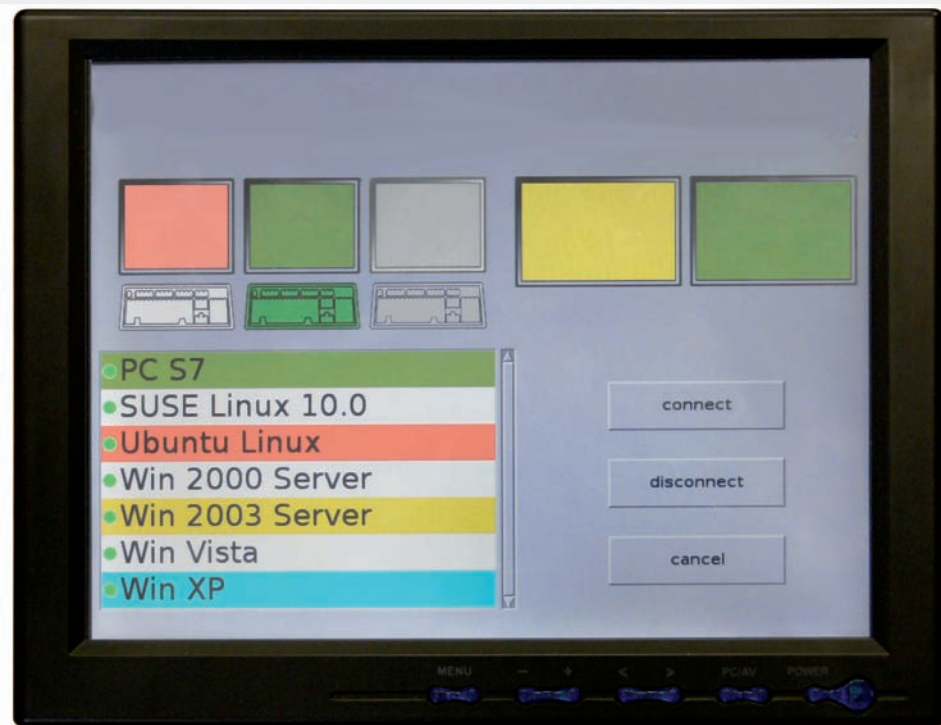 PC S7
SUSE Linux 10.0
Ubuntu Linux
Win 2000 Server
Win 2003 Server
Win Vista
Win XP
connect
disconnect
cancel
MENU - + < > PC/AV POWER